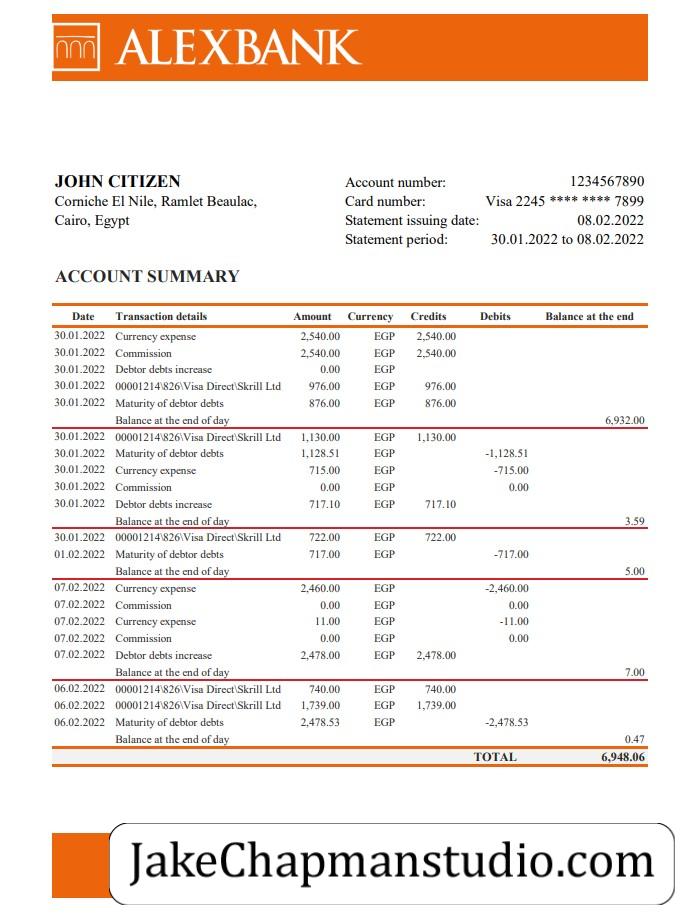 ALEXBANK
JOHN CITIZEN
Corniche El Nile, Ramlet Beaulac,
Cairo, Egypt
Account number: 1234567890
Card number: Visa 2245 **** **** 7899
Statement issuing date: 08.02.2022
Statement period: 30.01.2022 to 08.02.2022
ACCOUNT SUMMARY
Date Transaction details Amount Currency Credits Debits Balance at the end
30.01.2022 Currency expense 2,540.00 EGP 2,540.00
30.01.2022 Commission 2,540.00 EGP 2,540.00
30.01.2022 Debtor debts increase 0.00 EGP
30.01.2022 00001214\826\Visa Direct\Skrill Ltd 976.00 EGP 976.00
30.01.2022 Maturity of debtor debts 876.00 EGP 876.00
Balance at the end of day 6,932.00
30.01.2022 00001214\826\Visa Direct\Skrill Ltd 1,130.00 EGP 1,130.00
30.01.2022 Maturity of debtor debts 1,128.51 EGP -1,128.51
30.01.2022 Currency expense 715.00 EGP -715.00
30.01.2022 Commission 0.00 EGP 0.00
30.01.2022 Debtor debts increase 717.10 EGP 717.10
Balance at the end of day 3.59
30.01.2022 00001214\826\Visa Direct\Skrill Ltd 722.00 EGP 722.00
01.02.2022 Maturity of debtor debts 717.00 EGP -717.00
Balance at the end of day 5.00
07.02.2022 Currency expense 2,460.00 EGP -2,460.00
07.02.2022 Commission 0.00 EGP 0.00
07.02.2022 Currency expense 11.00 EGP -11.00
07.02.2022 Commission 0.00 EGP 0.00
07.02.2022 Debtor debts increase 2,478.00 EGP 2,478.00
Balance at the end of day 7.00
06.02.2022 00001214\826\Visa Direct\Skrill Ltd 740.00 EGP 740.00
06.02.2022 00001214\826\Visa Direct\Skrill Ltd 1,739.00 EGP 1,739.00
06.02.2022 Maturity of debtor debts 2,478.53 EGP -2,478.53
Balance at the end of day 0.47
TOTAL 6,948.06
JakeChapmanstudio.com